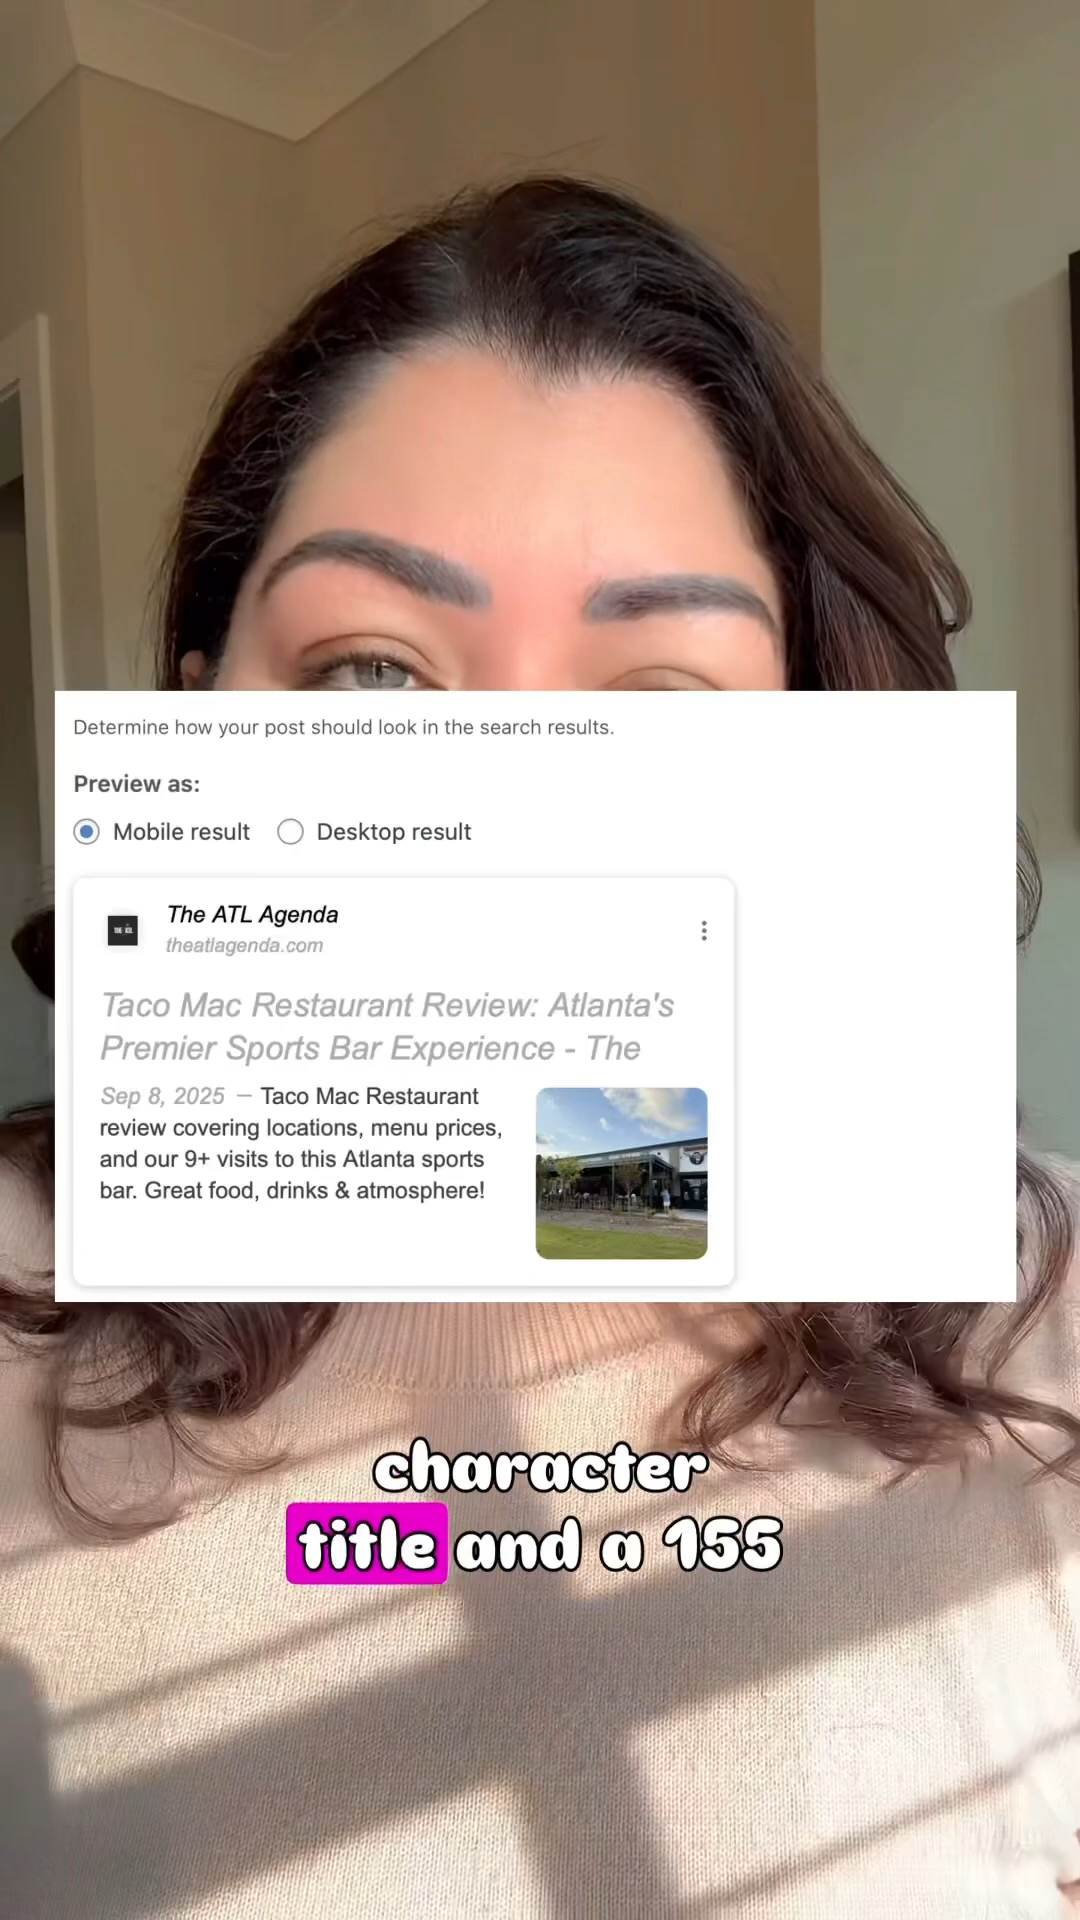 Determine how your post should look in the search results.
Preview as:
Mobile result Desktop result
The ATL Agenda
theatlagenda.com
Taco Mac Restaurant Review: Atlanta's
Premier Sports Bar Experience - The
Sep 8, 2025 — Taco Mac Restaurant
review covering locations, menu prices,
and our 9+ visits to this Atlanta sports
bar. Great food, drinks & atmosphere!
character
title and a 155